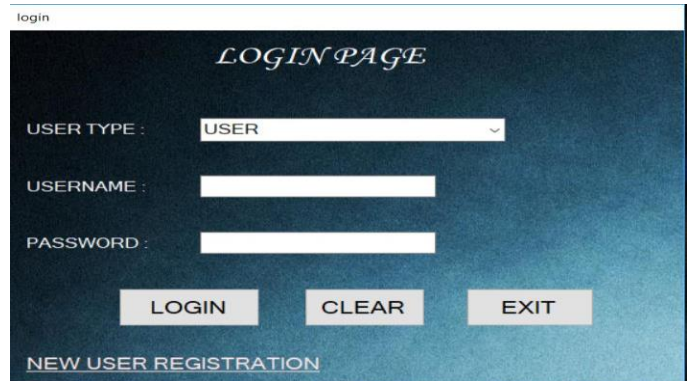 login
LOGIN PAGE
USER TYPE : USER
USERNAME :
PASSWORD :
LOGIN CLEAR EXIT
NEW USER REGISTRATION